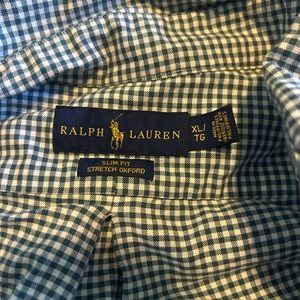 RALPH LAUREN
XL/
TG
SLIM FIT
STRETCH OXFORD